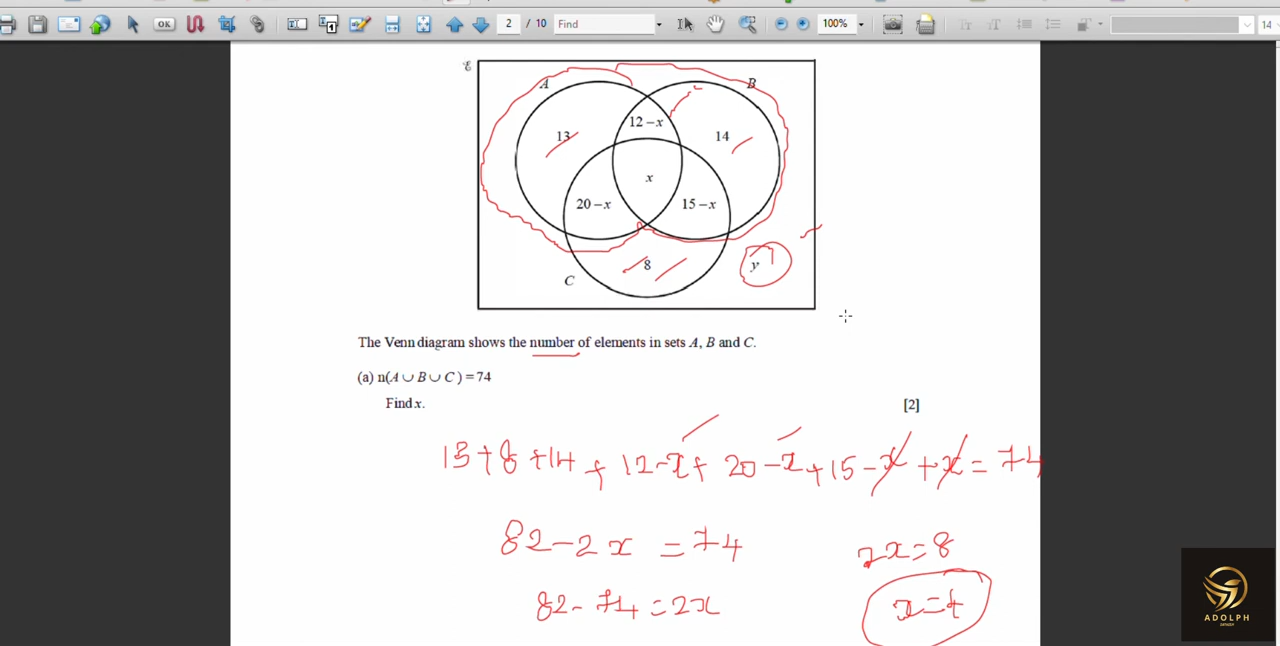 OK
2 / 10
Find
100%
14
ℰ
A
B
13
12 – x
14
x
20 – x
15 – x
8
y
C
The Venn diagram shows the number of elements in sets A, B and C.
(a) n(A ∪ B ∪ C) = 74
Find x.
[2]
13 + 8 + 14 + 12 - x + 20 - x + 15 - x + x = 74
82 - 2x = 74
2x = 8
82 - 74 = 2x
x = 4
ADOLPH